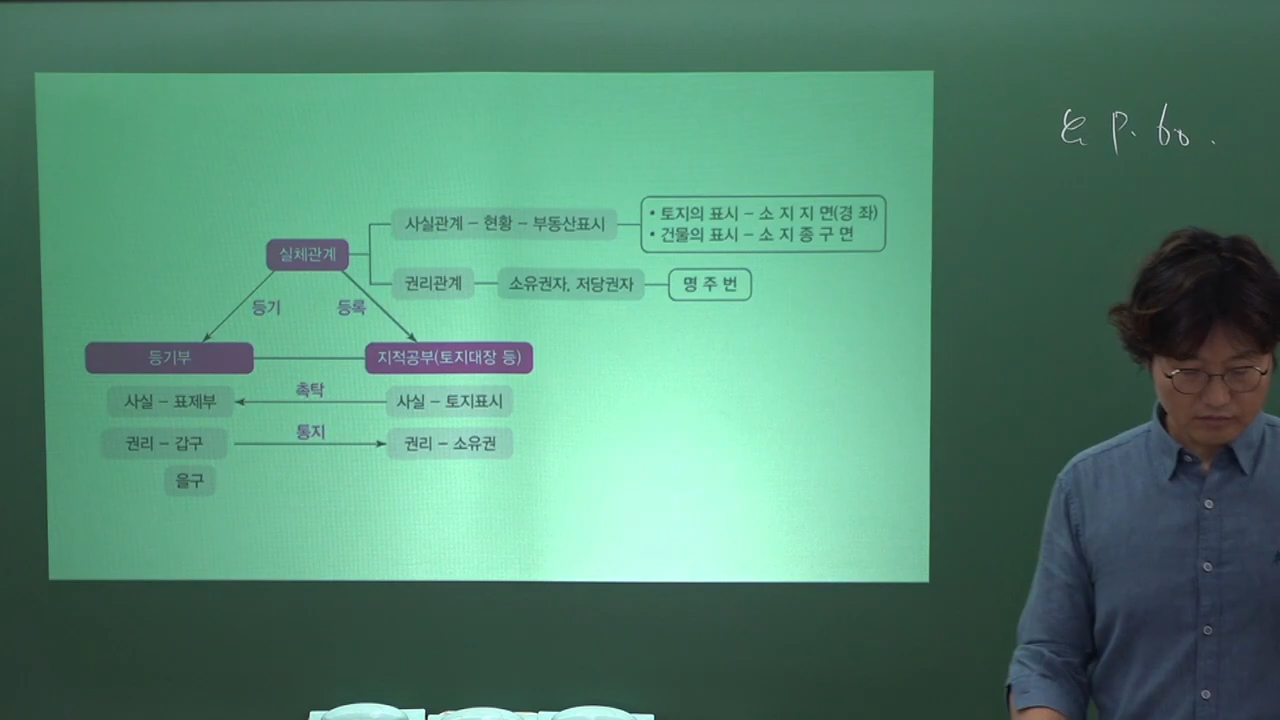 p. 60.
사실관계 – 현황 – 부동산표시
• 토지의 표시 – 소 지 지 면(경 좌)
• 건물의 표시 – 소 지 종 구 면
실체관계
권리관계
소유권자, 저당권자
명 주 번
등기
등록
등기부
지적공부(토지대장 등)
사실 – 표제부
촉탁
사실 – 토지표시
권리 – 갑구
통지
권리 – 소유권
을구